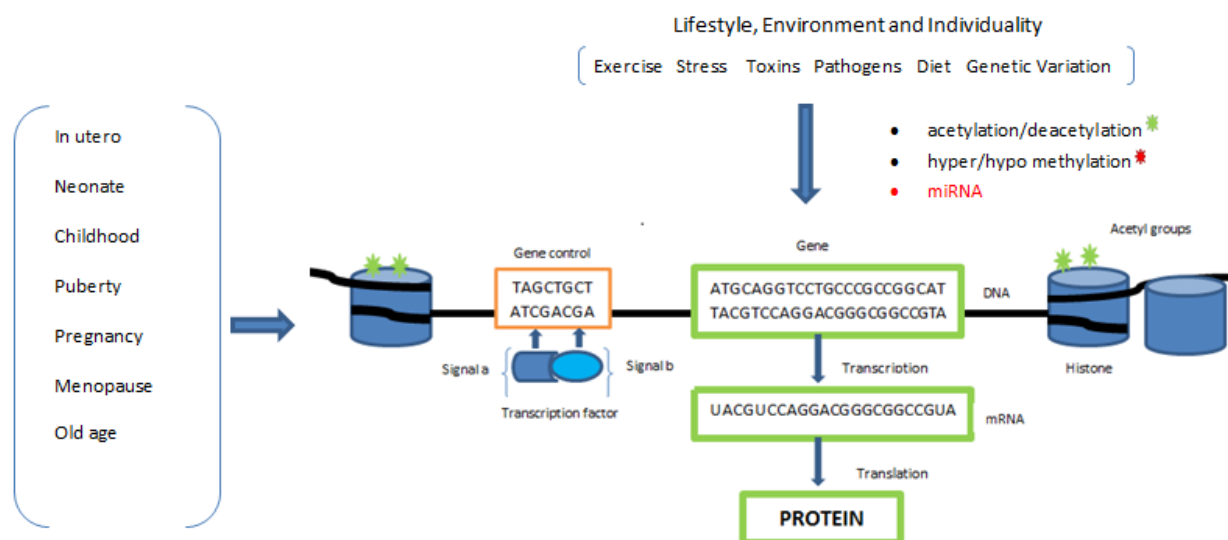 Lifestyle, Environment and Individuality
Exercise Stress Toxins Pathogens Diet Genetic Variation
In utero
Neonate
Childhood
Puberty
Pregnancy
Menopause
Old age
• acetylation/deacetylation
• hyper/hypo methylation
• miRNA
Gene control
TAGCTGCT
ATCGACGA
Signal a
Signal b
Transcription factor
Gene
ATGCAGGTCCTGCCCGCCGGCAT
TACGTCCAGGACGGGCGGCCGTA
DNA
Acetyl groups
Histone
Transcription
UACGUCCAGGACGGGCGGCCGUA
mRNA
Translation
PROTEIN